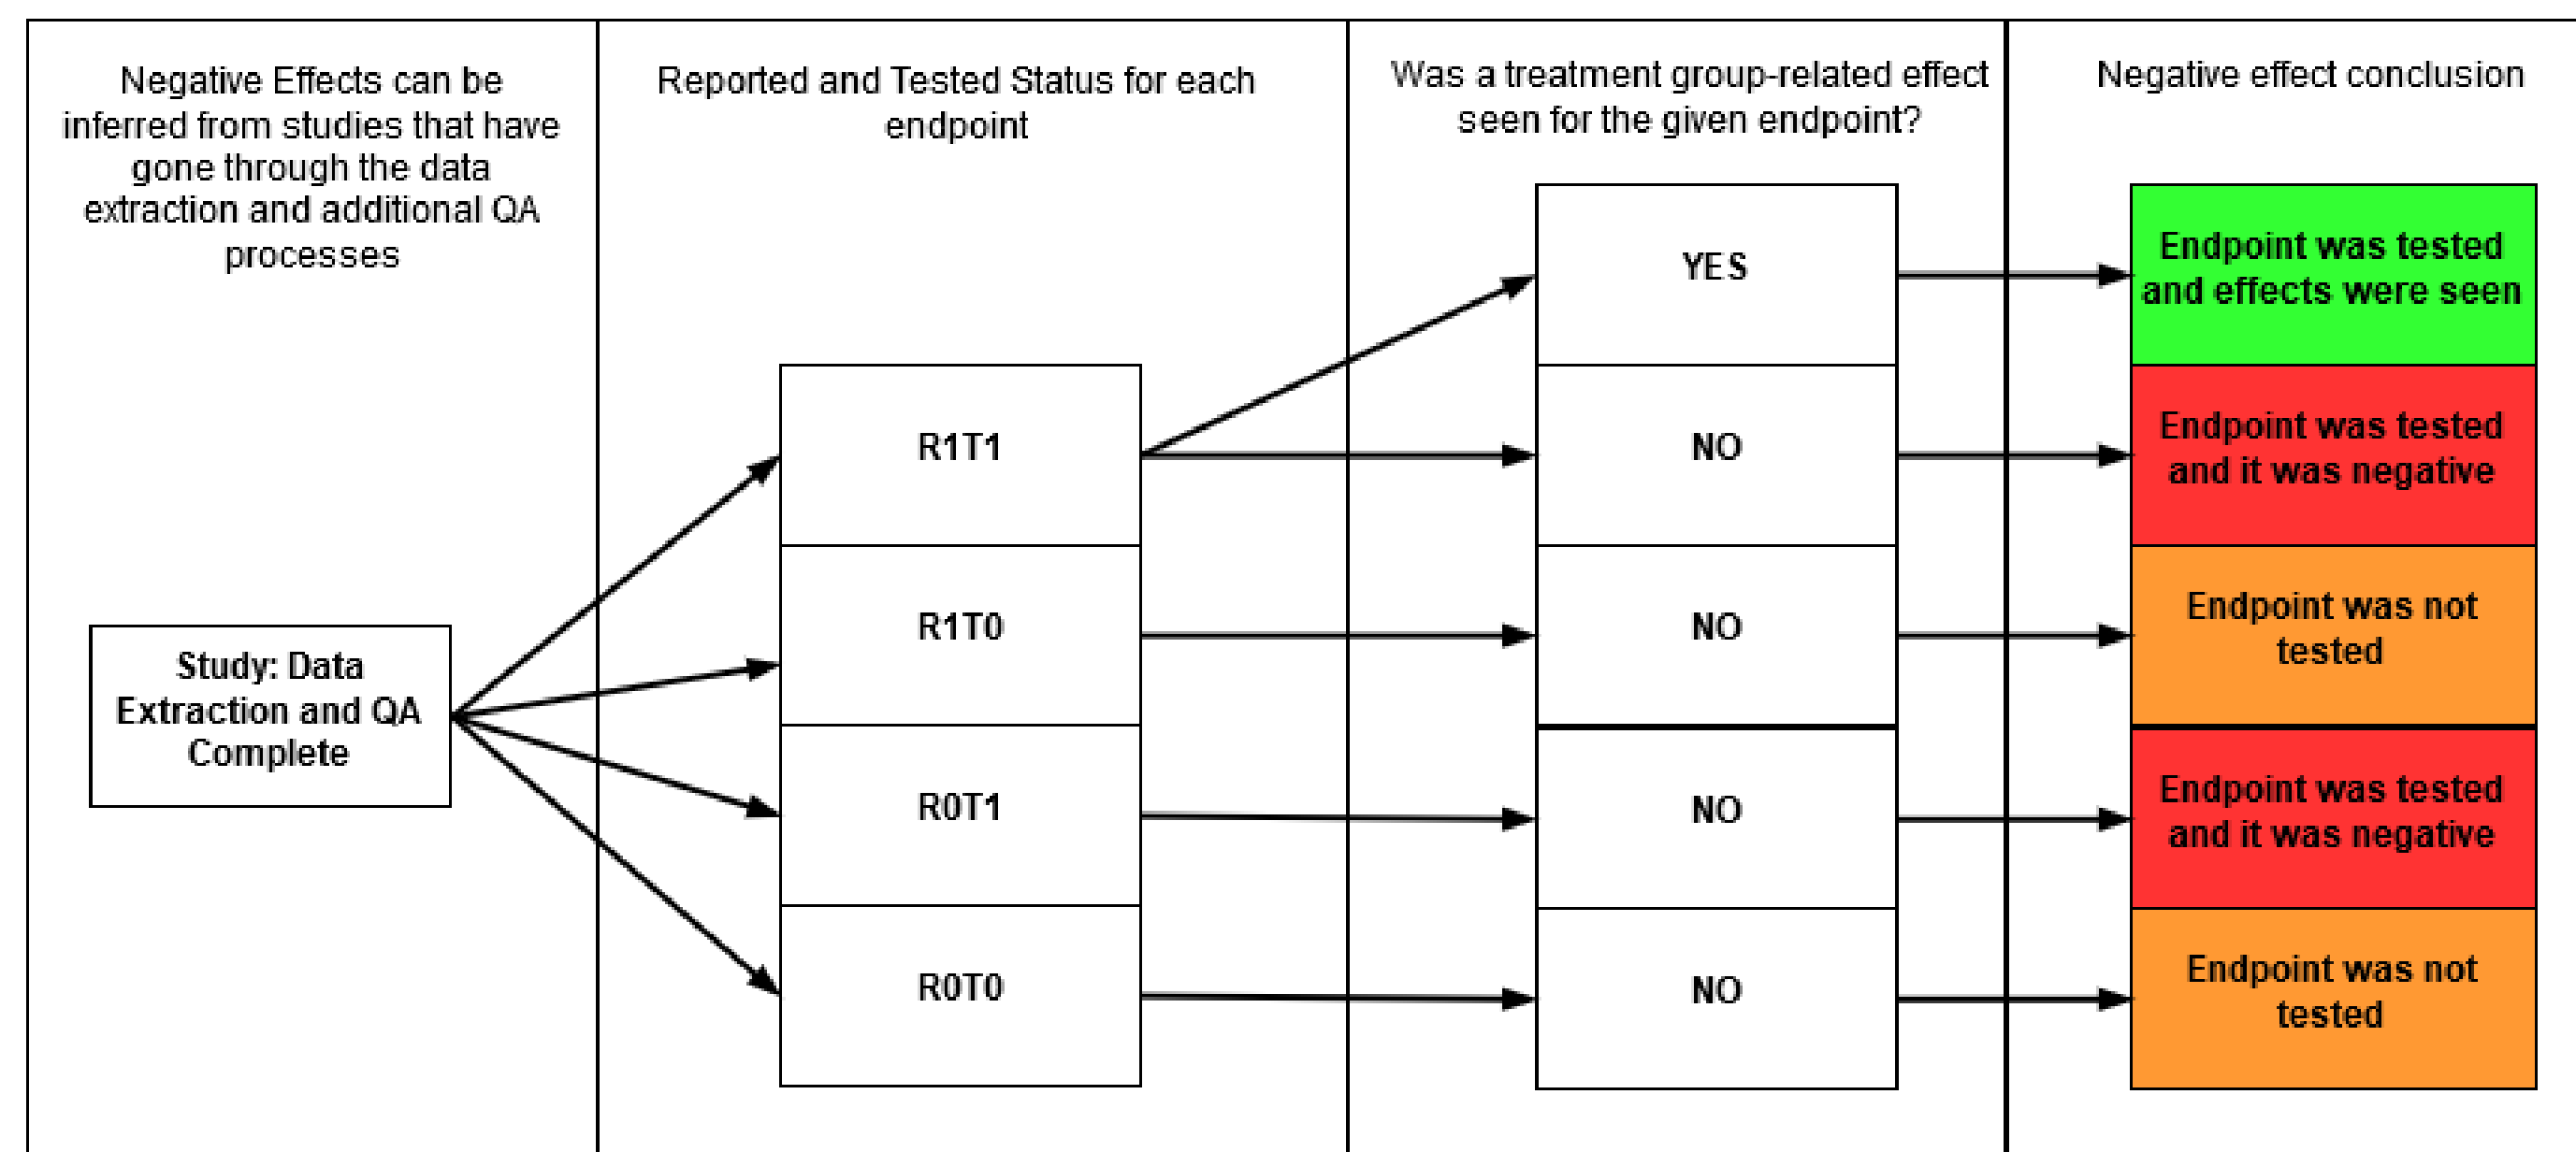 Negative Effects can be
inferred from studies that have
gone through the data
extraction and additional QA
processes
Reported and Tested Status for each
endpoint
Was a treatment group-related effect
seen for the given endpoint?
Negative effect conclusion
Study: Data
Extraction and QA
Complete
R1T1
R1T0
R0T1
R0T0
YES
NO
NO
NO
NO
Endpoint was tested
and effects were seen
Endpoint was tested
and it was negative
Endpoint was not
tested
Endpoint was tested
and it was negative
Endpoint was not
tested